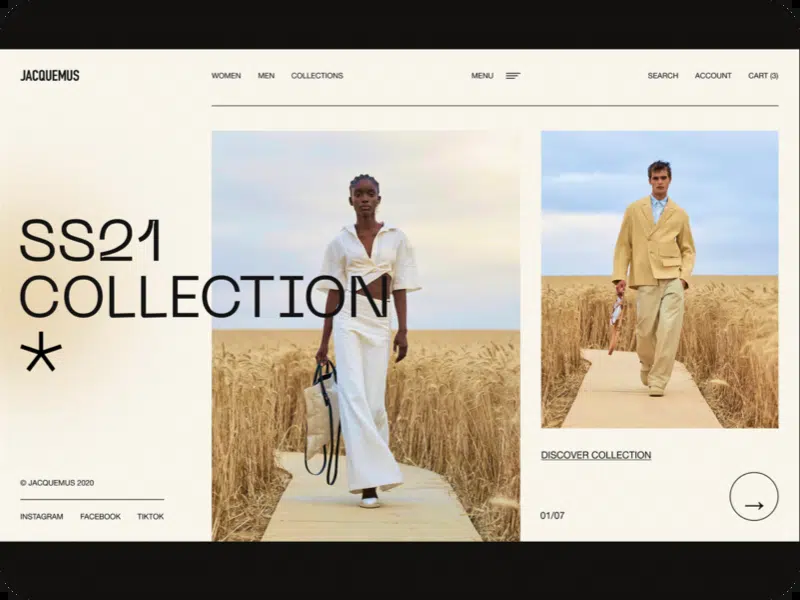 JACQUEMUS
WOMEN MEN COLLECTIONS
MENU
SEARCH ACCOUNT CART (3)
SS21
COLLECTION
*
DISCOVER COLLECTION
© JACQUEMUS 2020
INSTAGRAM FACEBOOK TIKTOK
01/07